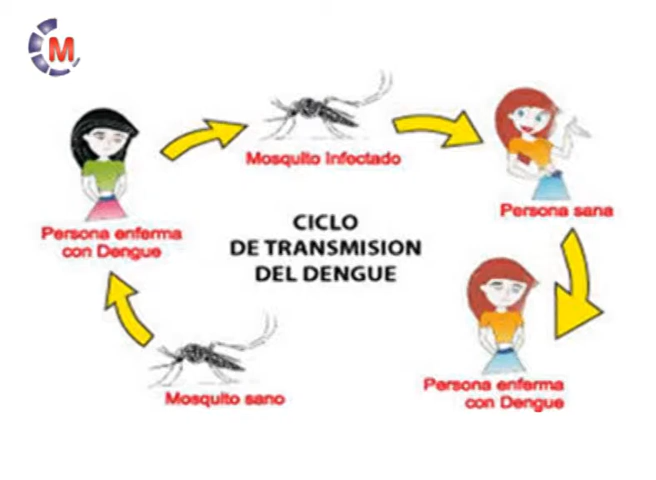 M
Mosquito Infectado
Persona sana
Persona enferma
con Dengue
CICLO
DE TRANSMISION
DEL DENGUE
Persona enferma
con Dengue
Mosquito sano